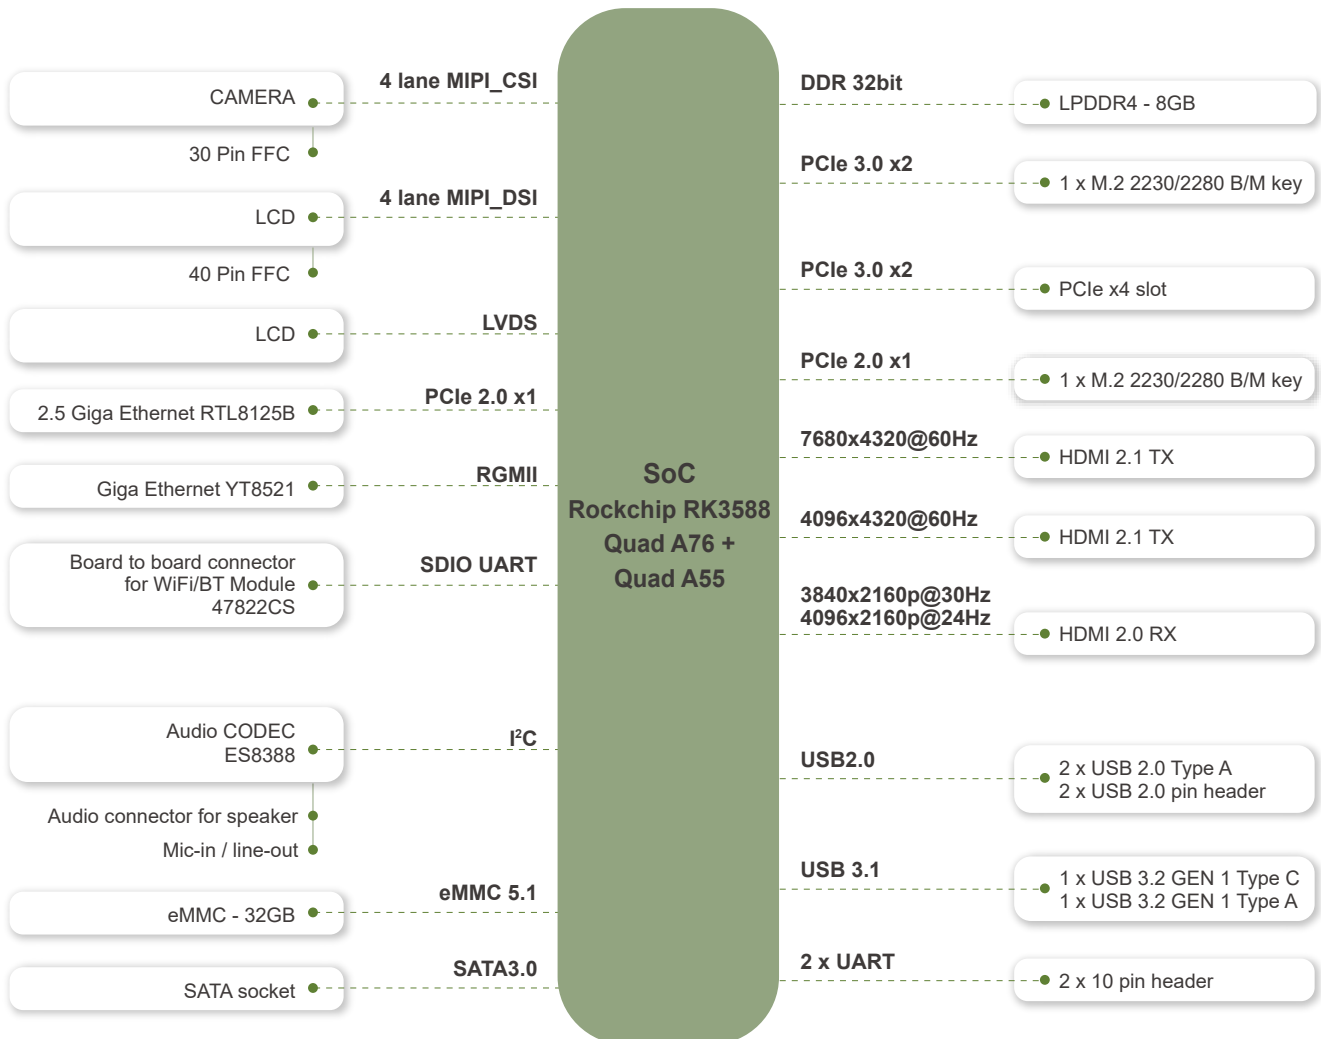 4 lane MIPI_CSI
CAMERA
30 Pin FFC
4 lane MIPI_DSI
LCD
40 Pin FFC
LVDS
LCD
PCIe 2.0 x1
2.5 Giga Ethernet RTL8125B
RGMII
Giga Ethernet YT8521
SDIO UART
Board to board connector
for WiFi/BT Module
47822CS
I²C
Audio CODEC
ES8388
Audio connector for speaker
Mic-in / line-out
eMMC 5.1
eMMC - 32GB
SATA3.0
SATA socket
SoC
Rockchip RK3588
Quad A76 +
Quad A55
DDR 32bit
LPDDR4 - 8GB
PCIe 3.0 x2
1 x M.2 2230/2280 B/M key
PCIe 3.0 x2
PCIe x4 slot
PCIe 2.0 x1
1 x M.2 2230/2280 B/M key
7680x4320@60Hz
HDMI 2.1 TX
4096x4320@60Hz
HDMI 2.1 TX
3840x2160p@30Hz
4096x2160p@24Hz
HDMI 2.0 RX
USB2.0
2 x USB 2.0 Type A
2 x USB 2.0 pin header
USB 3.1
1 x USB 3.2 GEN 1 Type C
1 x USB 3.2 GEN 1 Type A
2 x UART
2 x 10 pin header